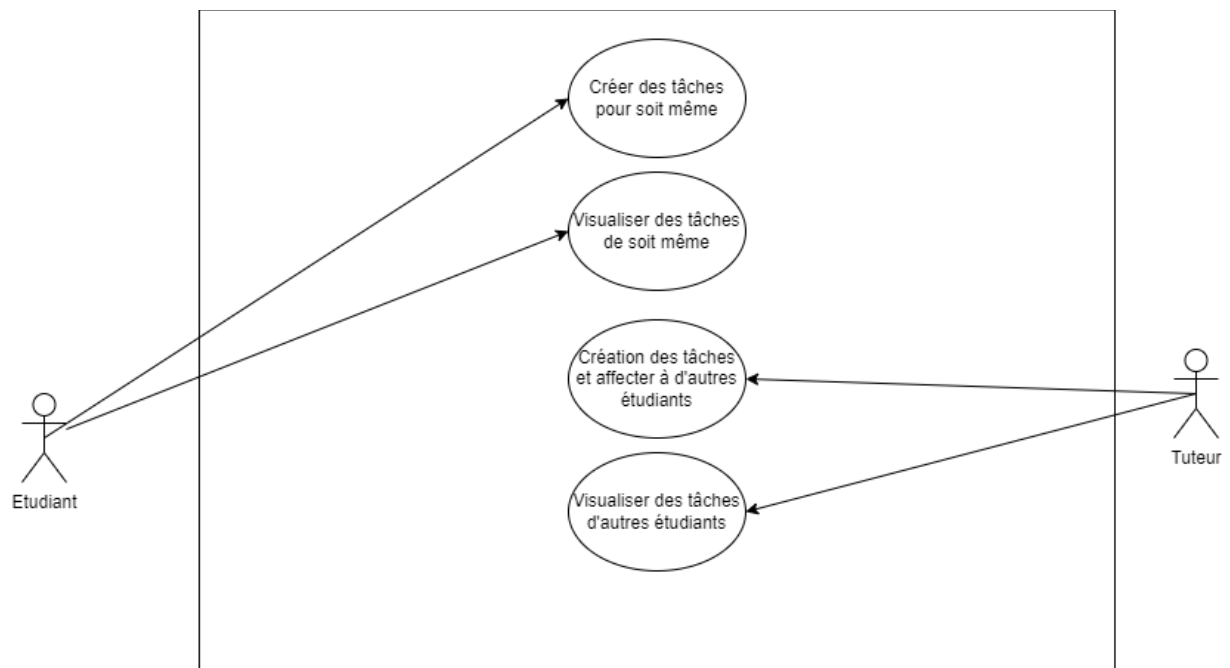 Créer des tâches
pour soit même
Visualiser des tâches
de soit même
Création des tâches
et affecter à d'autres
étudiants
Visualiser des tâches
d'autres étudiants
Etudiant
Tuteur